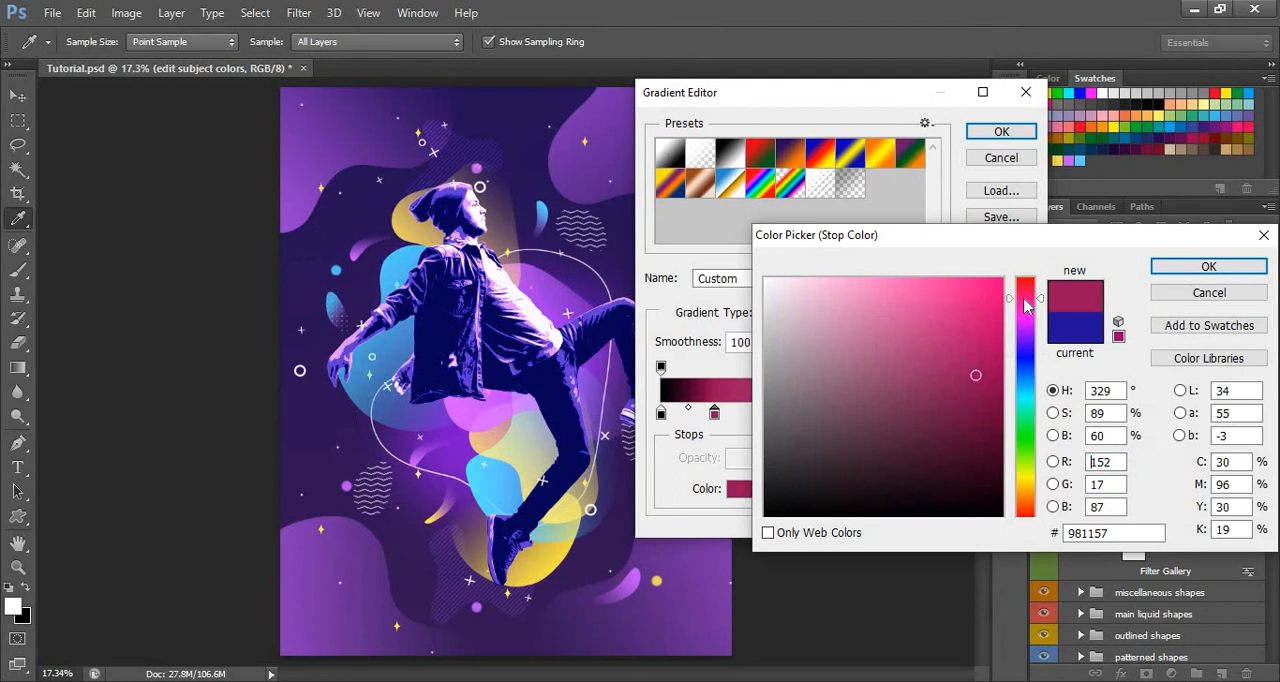 Ps File Edit Image Layer Type Select Filter 3D View Window Help
Sample Size: Point Sample Sample: All Layers Show Sampling Ring Essentials
Tutorial.psd @ 17.3% (edit subject colors, RGB/8) * ×
Color Swatches
Gradient Editor
Presets
OK
Cancel
Load...
Save...
Channels Paths
Name: Custom
Gradient Type:
Smoothness: 100
Stops
Opacity:
Color:
Color Picker (Stop Color)
new
current
OK
Cancel
Add to Swatches
Color Libraries
H: 329 °
S: 89 %
B: 60 %
R: 152
G: 17
B: 87
# 981157
L: 34
a: 55
b: -3
C: 30 %
M: 96 %
Y: 30 %
K: 19 %
Only Web Colors
Filter Gallery
miscellaneous shapes
main liquid shapes
outlined shapes
patterned shapes
17.34% Doc: 27.8M/106.6M